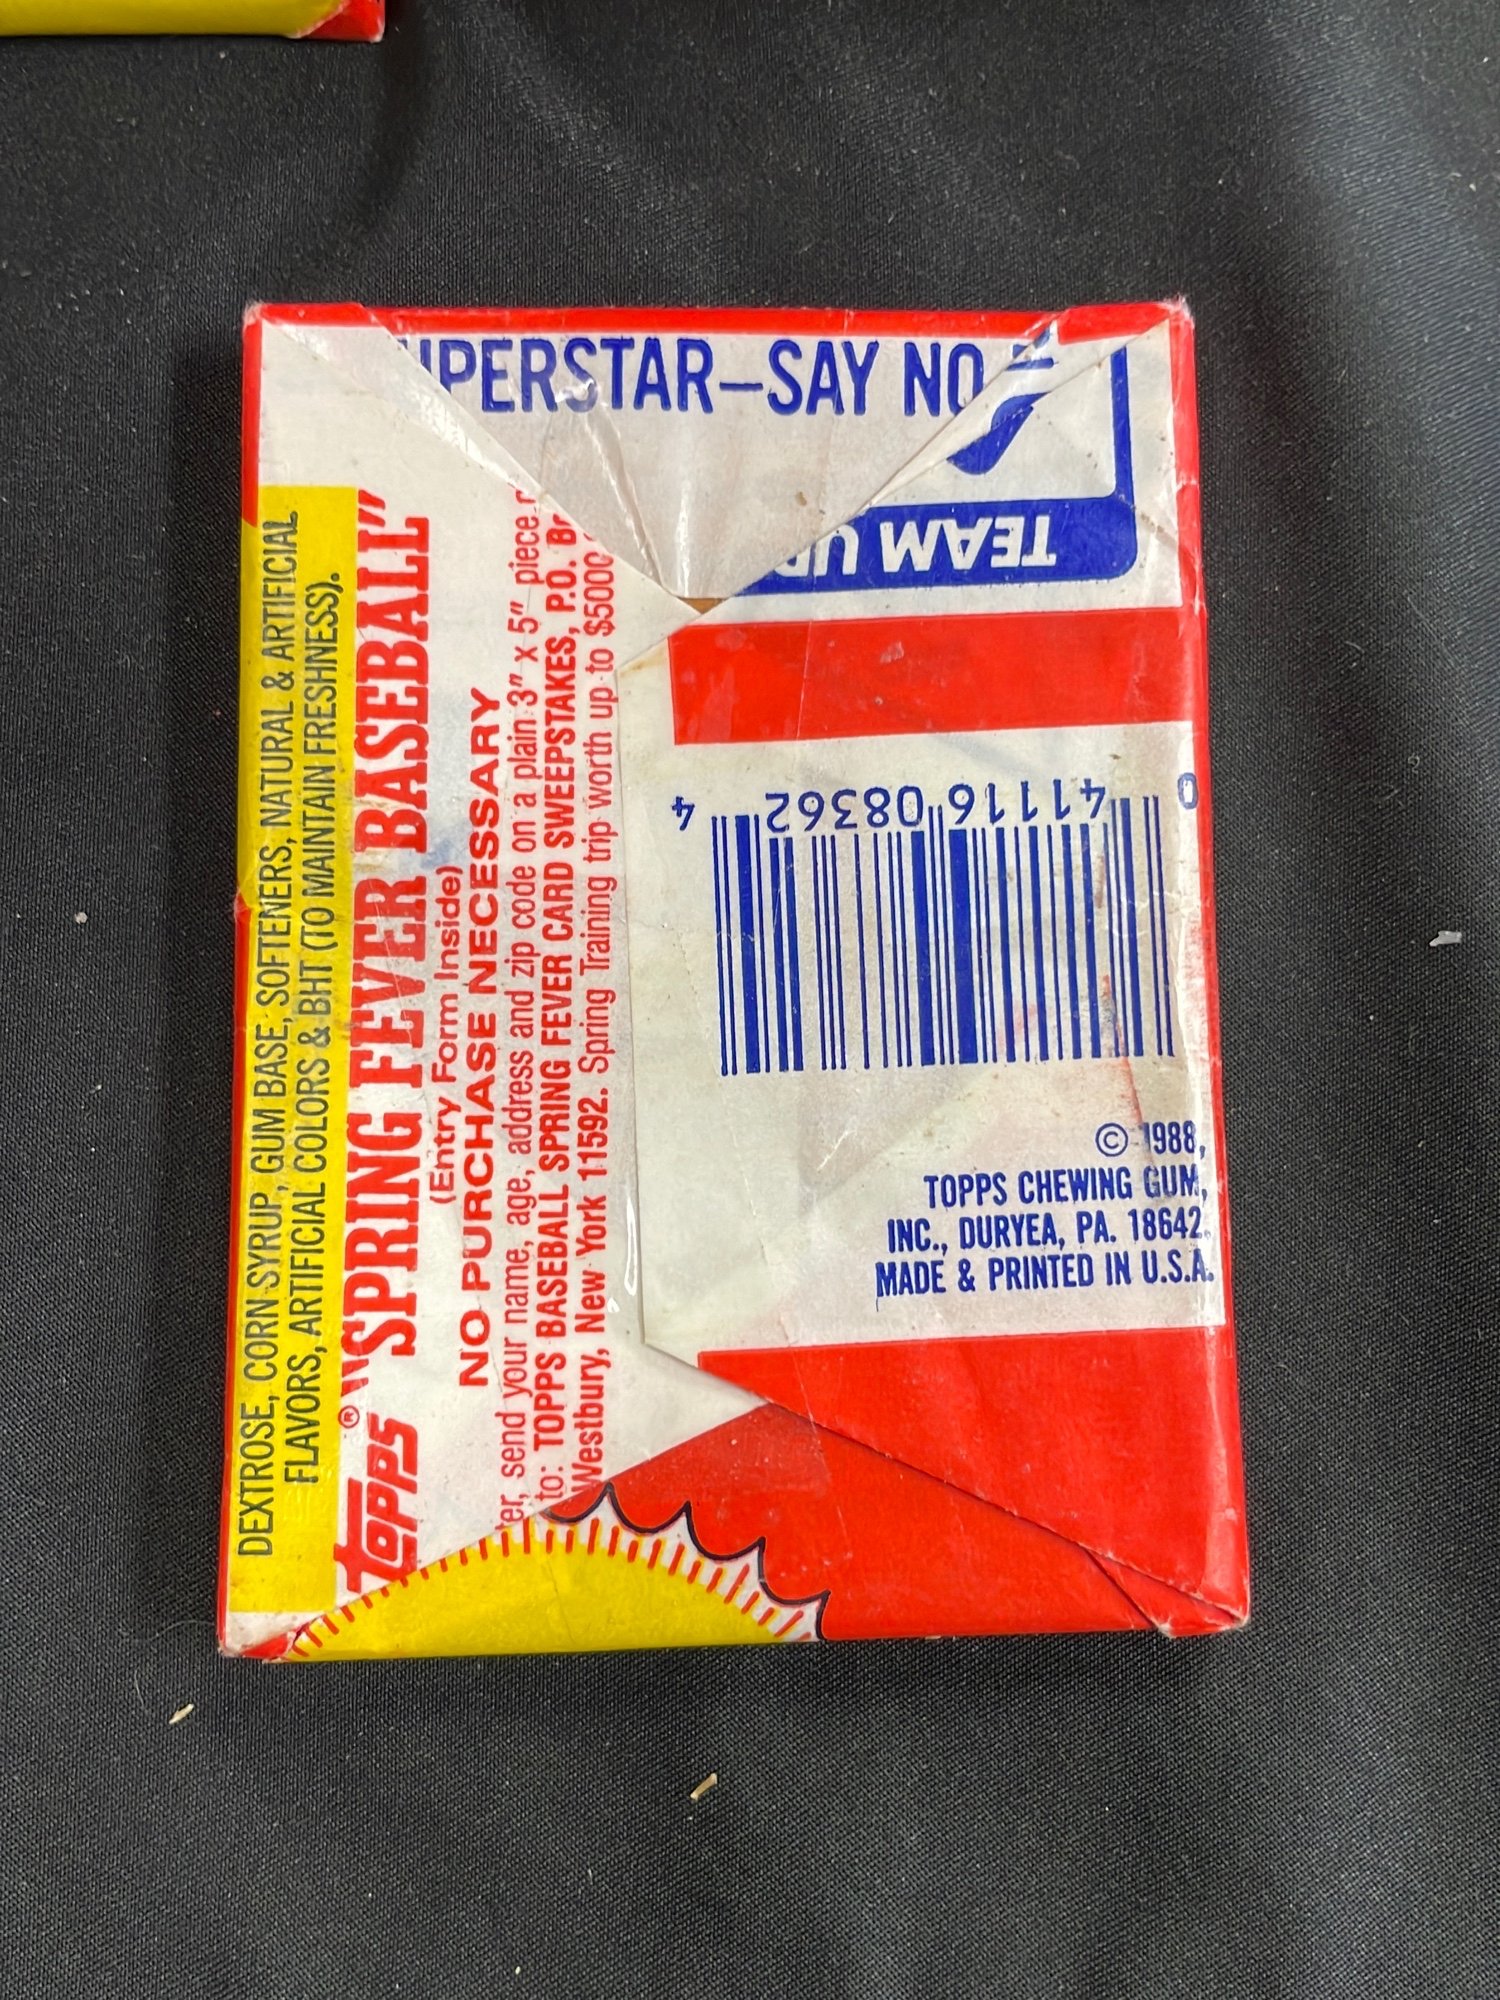 PERSTAR—SAY NO
TEAM UP
DEXTROSE, CORN SYRUP, GUM BASE, SOFTENERS, NATURAL & ARTIFICIAL
FLAVORS, ARTIFICIAL COLORS & BHT (TO MAINTAIN FRESHNESS).
TOPPS® "SPRING FEVER BASEBALL"
(Entry Form Inside)
NO PURCHASE NECESSARY
ter, send your name, age, address and zip code on a plain 3" x 5" piece
to: TOPPS BASEBALL SPRING FEVER CARD SWEEPSTAKES, P.O. B
Westbury, New York 11592. Spring Training trip worth up to $5000
0 41116 08362 4
© 1988,
TOPPS CHEWING GUM,
INC., DURYEA, PA. 18642.
MADE & PRINTED IN U.S.A.